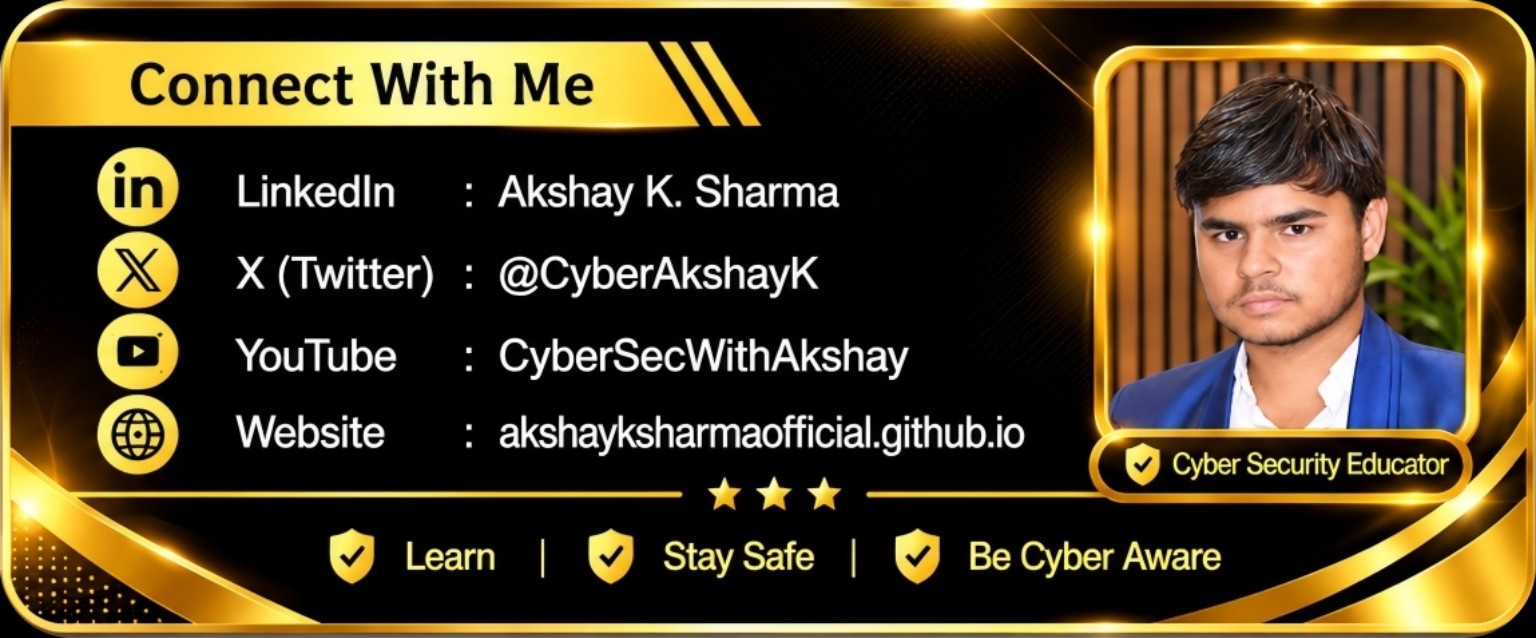 Connect With Me
in LinkedIn : Akshay K. Sharma
X X (Twitter) : @CyberAkshayK
YouTube : CyberSecWithAkshay
Website : akshayksharmaofficial.github.io
Cyber Security Educator
Learn | Stay Safe | Be Cyber Aware